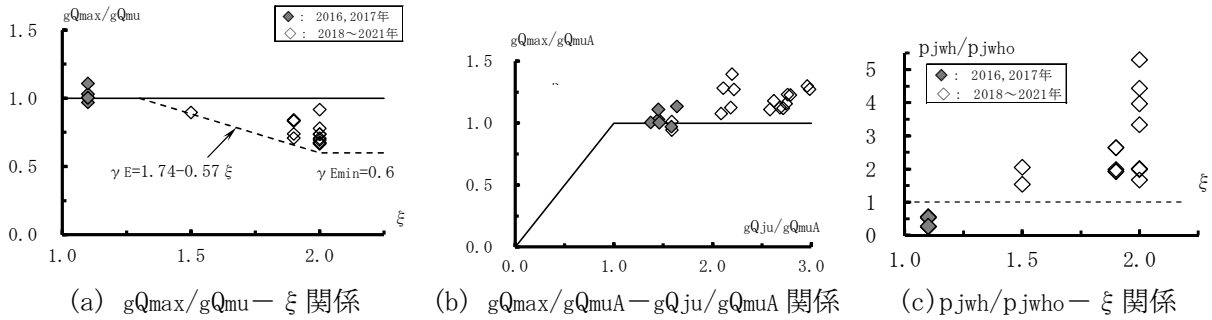 gQmax/gQmu
1.5
1.0
0.5
0.0
◆ : 2016,2017年
◇ : 2018～2021年
γE=1.74-0.57ξ
γEmin=0.6
ξ
1.0 1.5 2.0
(a) gQmax/gQmu－ξ関係
gQmax/gQmuA
1.5
1.0
0.5
0.0
gQju/gQmuA
0.0 1.0 2.0 3.0
(b) gQmax/gQmuA－gQju/gQmuA関係
pjwh/pjwho
5
4
3
2
1
0
◆ : 2016,2017年
◇ : 2018～2021年
ξ
1.0 1.5 2.0
(c)pjwh/pjwho－ξ関係